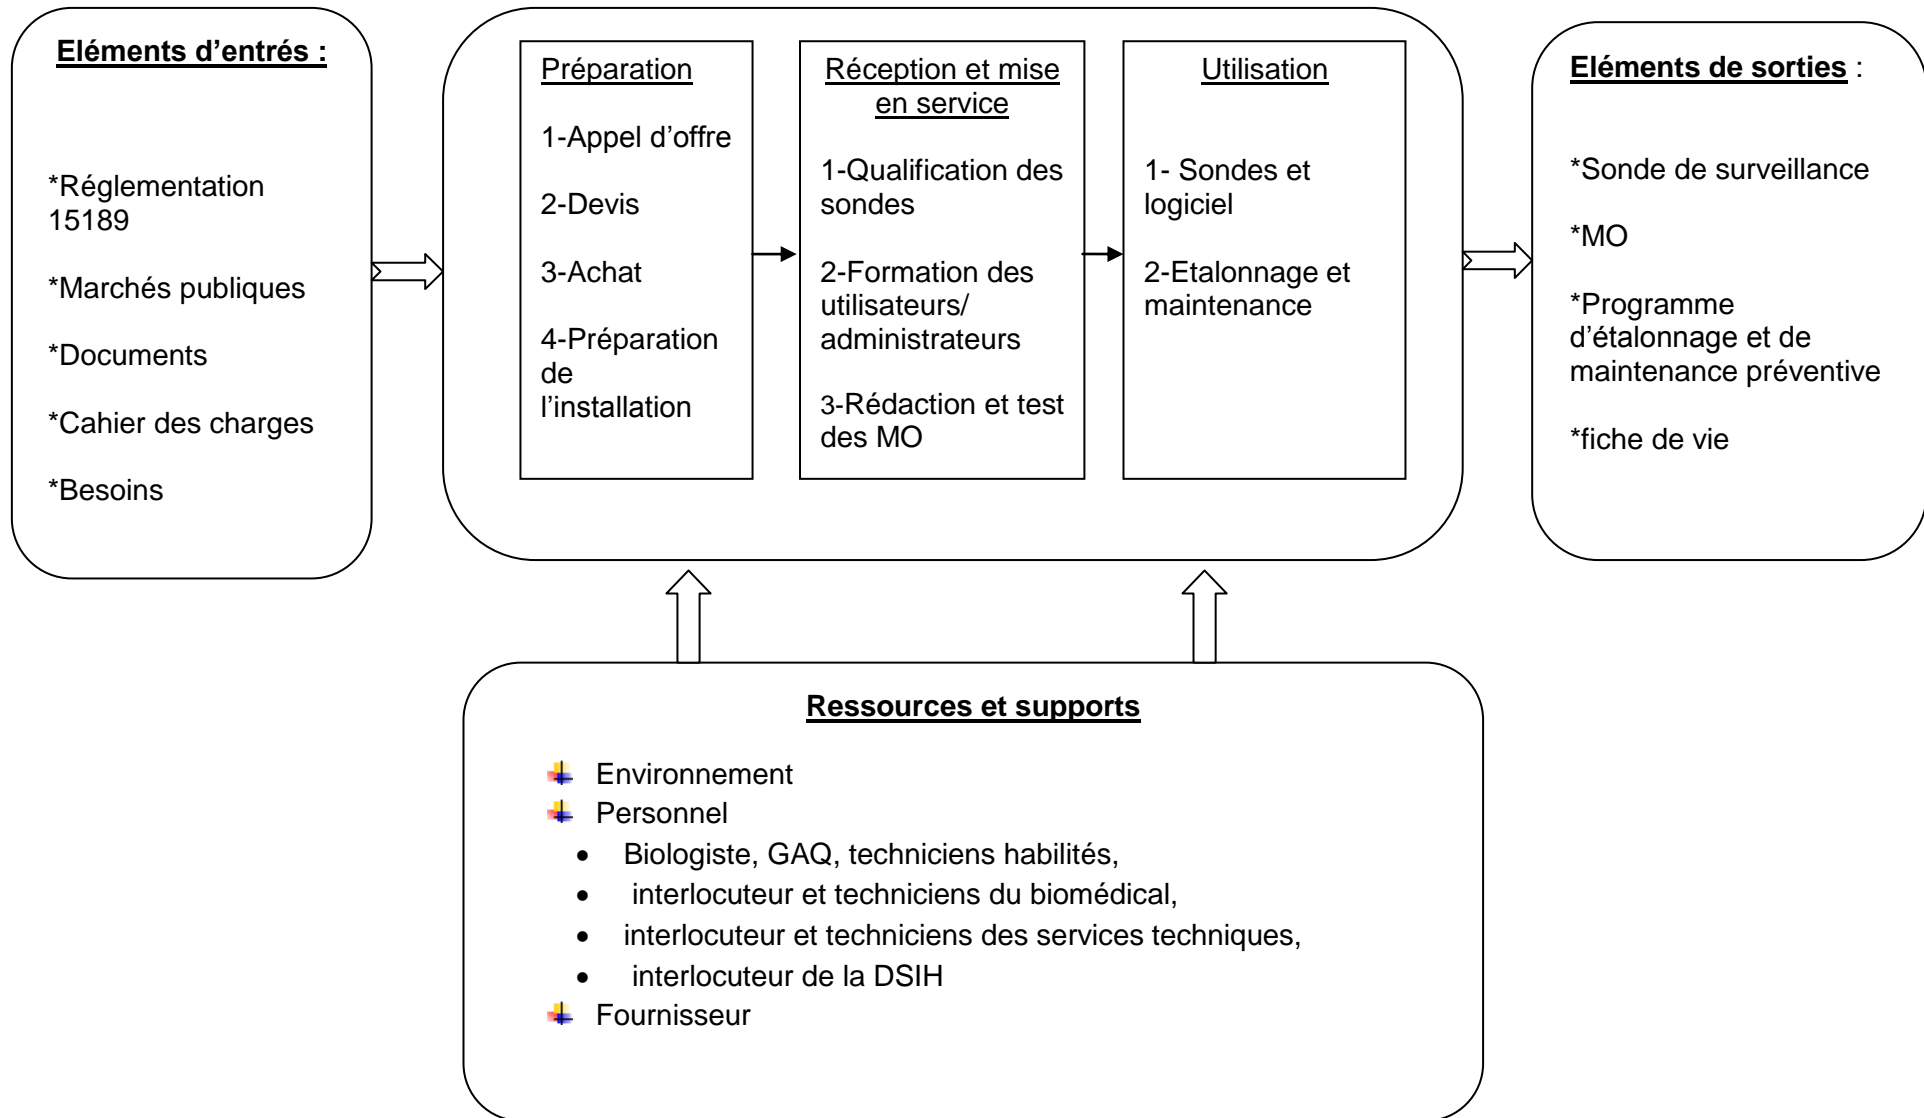 Eléments d’entrés :
*Réglementation
15189
*Marchés publiques
*Documents
*Cahier des charges
*Besoins
Préparation
1-Appel d’offre
2-Devis
3-Achat
4-Préparation
de
l’installation
Réception et mise
en service
1-Qualification des
sondes
2-Formation des
utilisateurs/
administrateurs
3-Rédaction et test
des MO
Utilisation
1- Sondes et
logiciel
2-Etalonnage et
maintenance
Eléments de sorties :
*Sonde de surveillance
*MO
*Programme
d’étalonnage et de
maintenance préventive
*fiche de vie
Ressources et supports
Environnement
Personnel
• Biologiste, GAQ, techniciens habilités,
• interlocuteur et techniciens du biomédical,
• interlocuteur et techniciens des services techniques,
• interlocuteur de la DSIH
Fournisseur